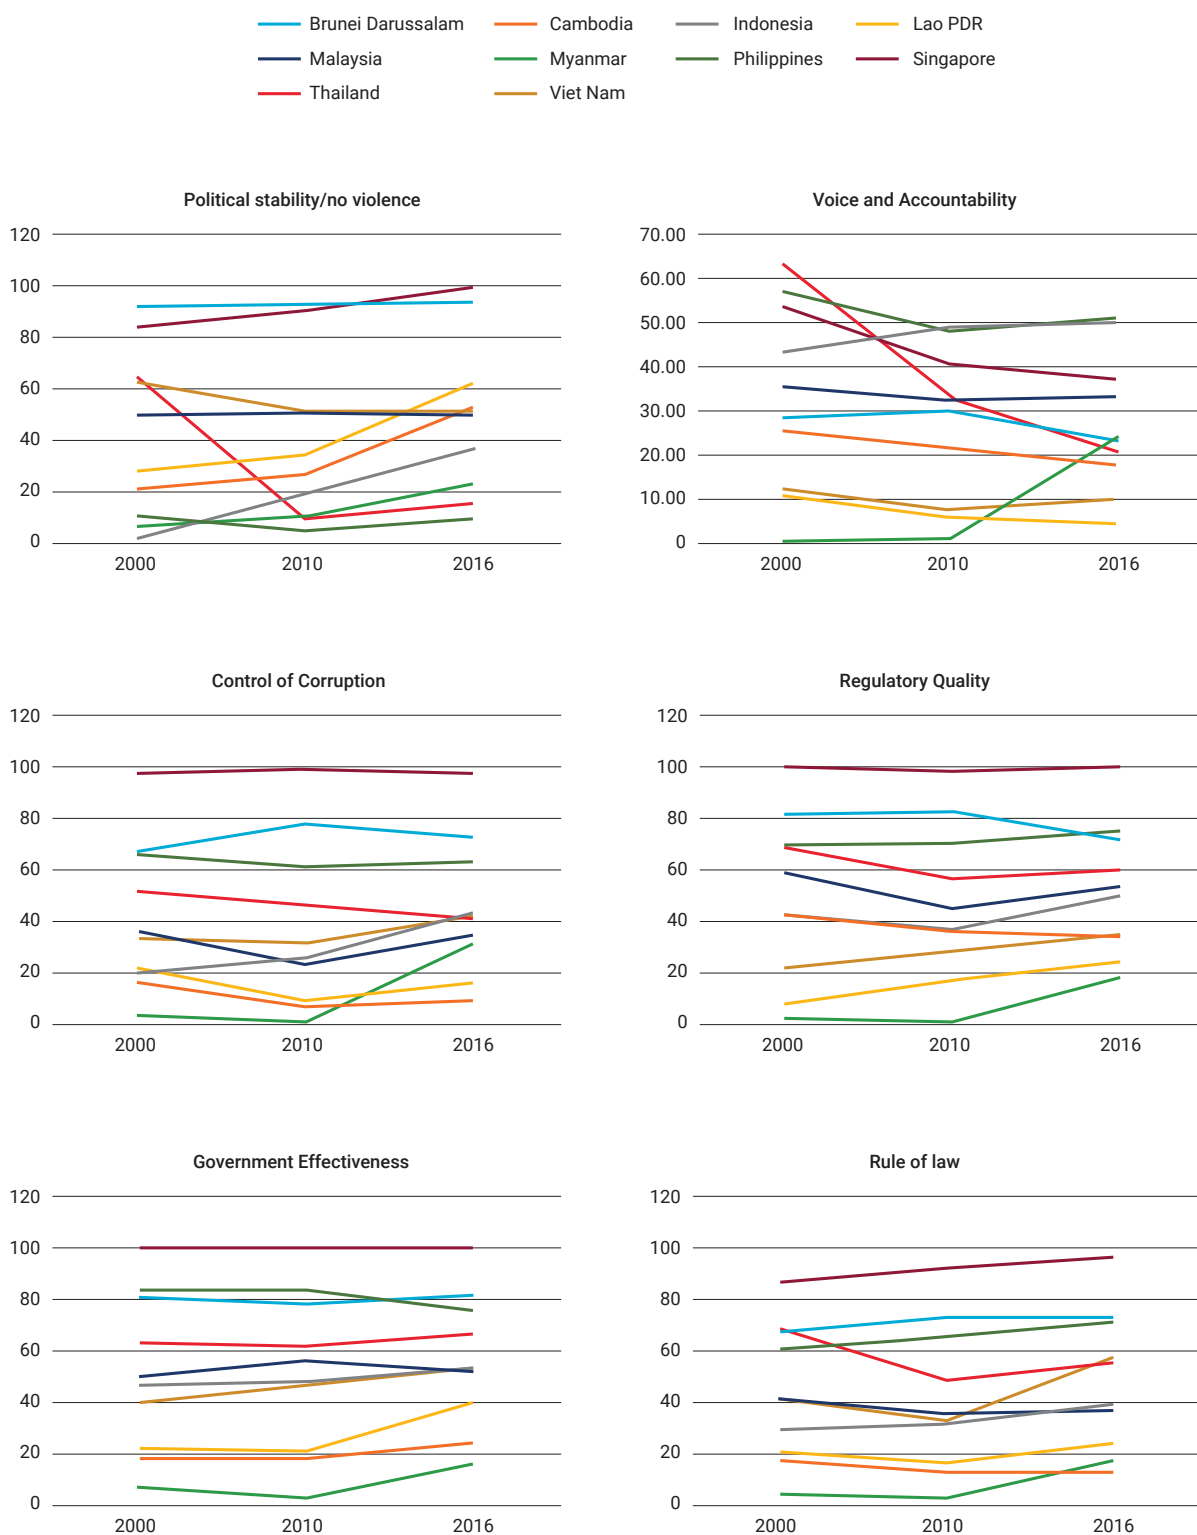 Brunei Darussalam Cambodia Indonesia Lao PDR
Malaysia Myanmar Philippines Singapore
Thailand Viet Nam
Political stability/no violence
120
100
80
60
40
20
0
2000 2010 2016
Voice and Accountability
70.00
60.00
50.00
40.00
30.00
20.00
10.00
0
2000 2010 2016
Control of Corruption
120
100
80
60
40
20
0
2000 2010 2016
Regulatory Quality
120
100
80
60
40
20
0
2000 2010 2016
Government Effectiveness
120
100
80
60
40
20
0
2000 2010 2016
Rule of law
120
100
80
60
40
20
0
2000 2010 2016